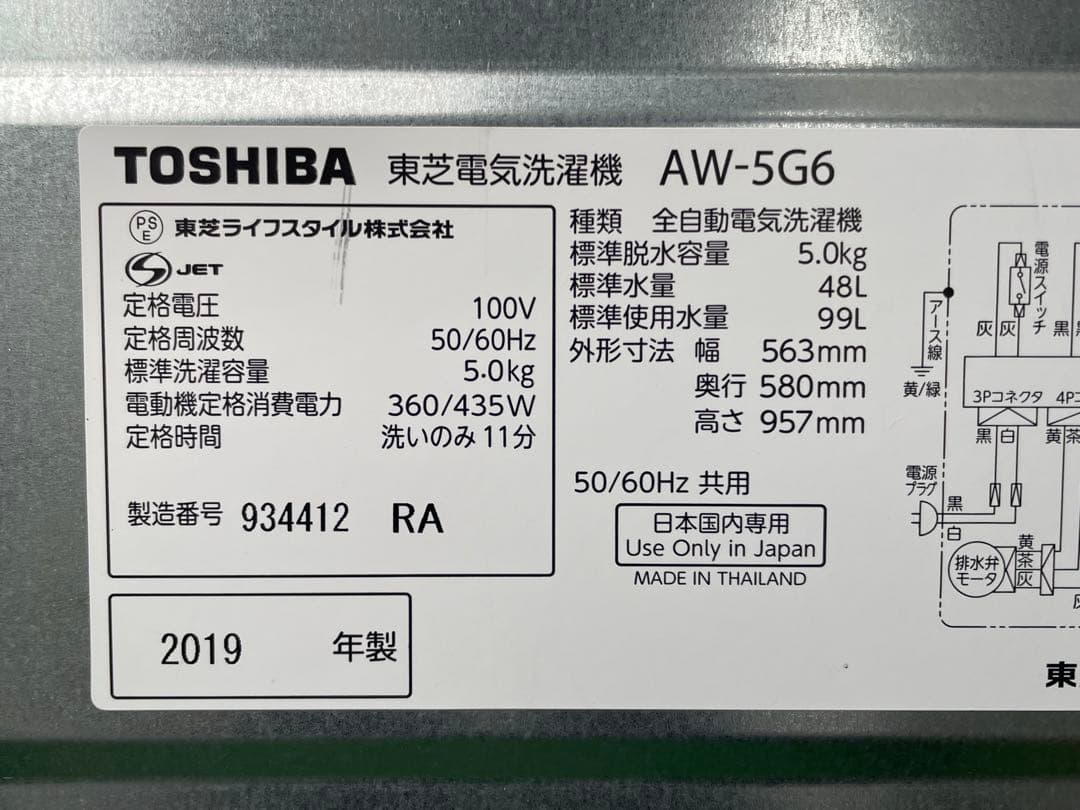 TOSHIBA 東芝電気洗濯機 AW-5G6
PS
E
東芝ライフスタイル株式会社
S JET
定格電圧 100V
定格周波数 50/60Hz
標準洗濯容量 5.0kg
電動機定格消費電力 360/435W
定格時間 洗いのみ 11分
製造番号 934412 RA
2019 年製
種類 全自動電気洗濯機
標準脱水容量 5.0kg
標準水量 48L
標準使用水量 99L
外形寸法 幅 563mm
奥行 580mm
高さ 957mm
50/60Hz 共用
日本国内専用
Use Only in Japan
MADE IN THAILAND
電源スイッチ
灰 灰 黒
アース線
黄/緑
3Pコネクタ 4Pコ
黒 白 黄 茶
電源
プラグ
黒
白
排水弁
モータ
黄
茶
灰
東